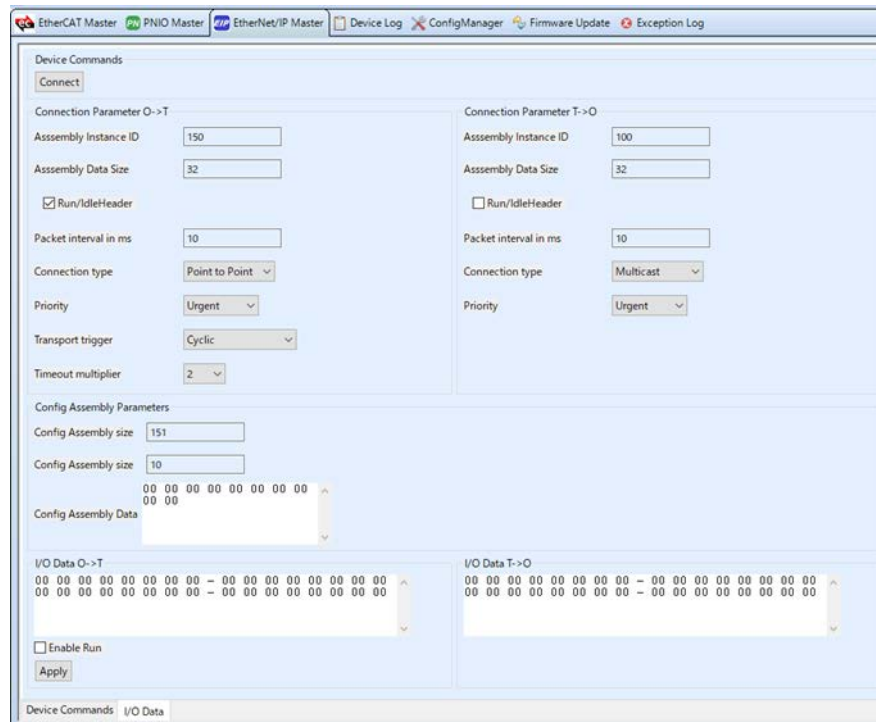 EtherCAT Master PNIO Master EtherNet/IP Master Device Log ConfigManager Firmware Update Exception Log
Device Commands
Connect
Connection Parameter O->T
Asssembly Instance ID 150
Asssembly Data Size 32
Run/IdleHeader
Packet interval in ms 10
Connection type Point to Point
Priority Urgent
Transport trigger Cyclic
Timeout multiplier 2
Connection Parameter T->O
Asssembly Instance ID 100
Asssembly Data Size 32
Run/IdleHeader
Packet interval in ms 10
Connection type Multicast
Priority Urgent
Config Assembly Parameters
Config Assembly size 151
Config Assembly size 10
Config Assembly Data
00 00 00 00 00 00 00 00
00 00
I/O Data O->T
00 00 00 00 00 00 00 00 - 00 00 00 00 00 00 00 00
00 00 00 00 00 00 00 00 - 00 00 00 00 00 00 00 00
Enable Run
Apply
I/O Data T->O
00 00 00 00 00 00 00 00 - 00 00 00 00 00 00 00 00
00 00 00 00 00 00 00 00 - 00 00 00 00 00 00 00 00
Device Commands I/O Data